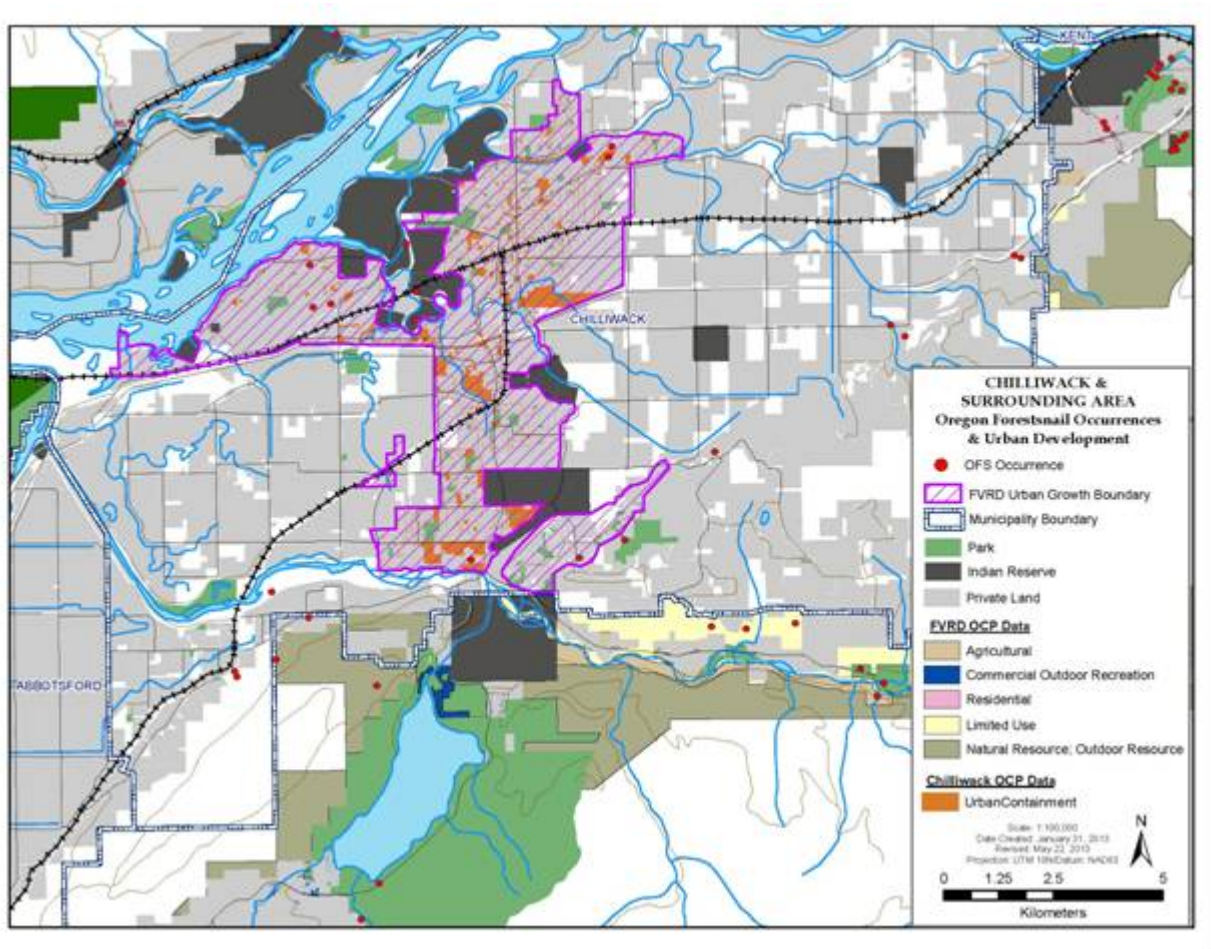 KENT
CHILLIWACK
ABBOTSFORD
CHILLIWACK &
SURROUNDING AREA
Oregon Forestsnail Occurrences
& Urban Development
OFS Occurrence
FVRD Urban Growth Boundary
Municipality Boundary
Park
Indian Reserve
Private Land
FVRD OCP Data
Agricultural
Commercial Outdoor Recreation
Residential
Limited Use
Natural Resource; Outdoor Resource
Chilliwack OCP Data
UrbanContainment
Scale: 1:100,000
Date Created: January 31, 2013
Revised: May 22, 2013
Projection: UTM 10N/Datum: NAD83
N
0 1.25 2.5 5
Kilometers